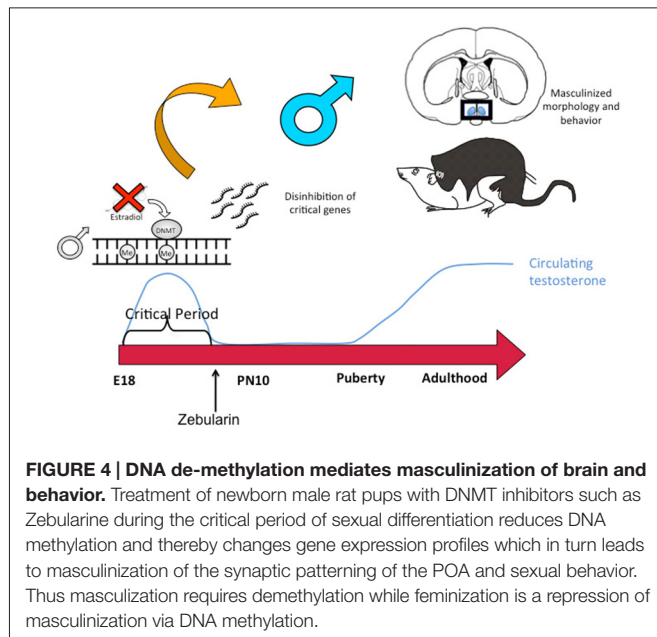 Masculinized
morphology and
behavior
Disinhibition of
critical genes
Estradiol
DNMT
Me
Me
Circulating
testosterone
Critical Period
E18
PN10
Puberty
Adulthood
Zebularin
FIGURE 4 | DNA de-methylation mediates masculinization of brain and
behavior. Treatment of newborn male rat pups with DNMT inhibitors such as
Zebularine during the critical period of sexual differentiation reduces DNA
methylation and thereby changes gene expression profiles which in turn leads
to masculinization of the synaptic patterning of the POA and sexual behavior.
Thus masculization requires demethylation while feminization is a repression of
masculinization via DNA methylation.